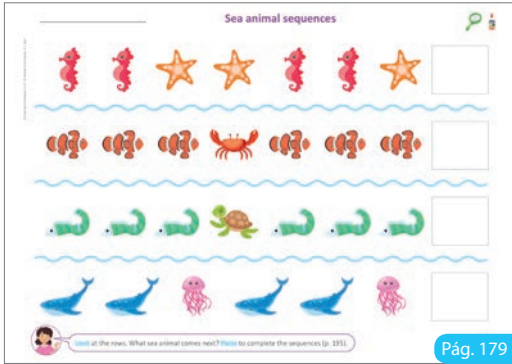 Sea animal sequences
Look at the rows. What sea animal comes next? Paste to complete the sequences (p. 195).
Pág. 179